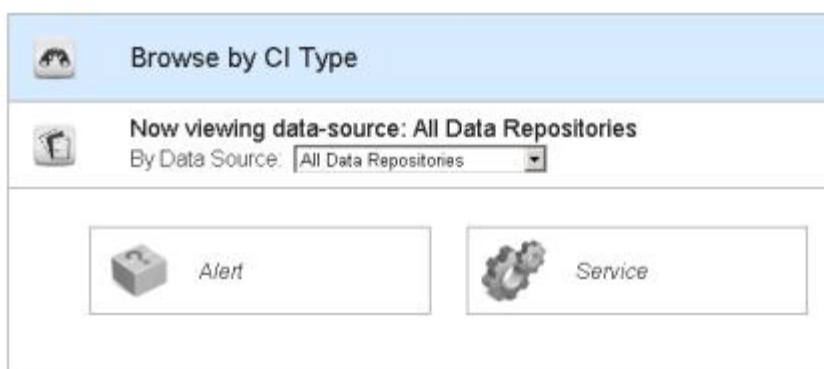 Browse by CI Type
Now viewing data-source: All Data Repositories
By Data Source: All Data Repositories
Alert
Service